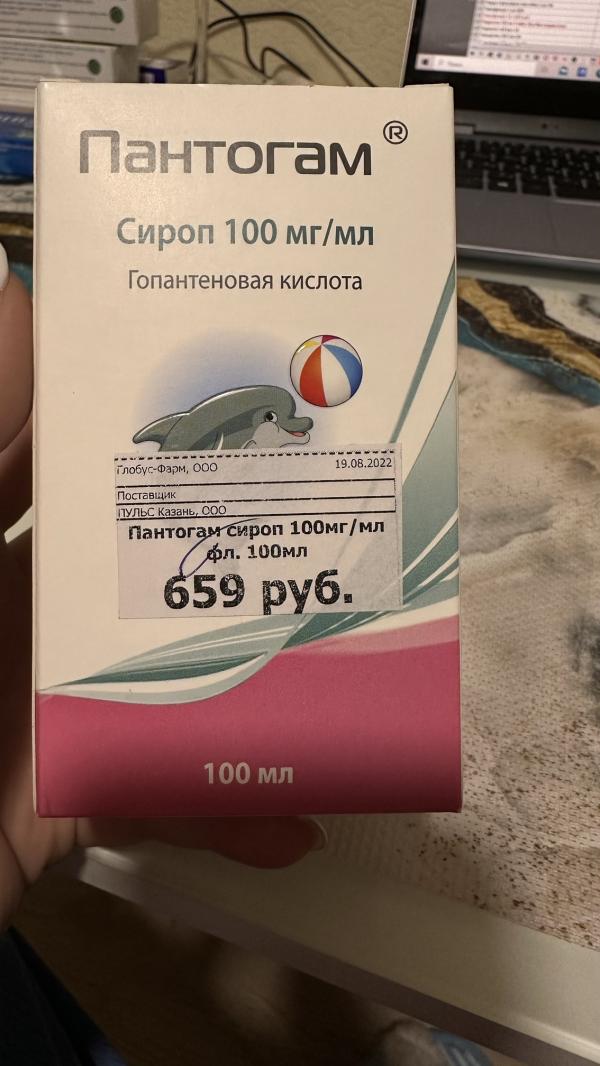 Пантогам®
Сироп 100 мг/мл
Гопантеновая кислота
Глобус-Фарм, ООО 19.08.2022
Поставщик
ПУЛЬС Казань, ООО
Пантогам сироп 100мг/мл
фл. 100мл
659 руб.
100 мл